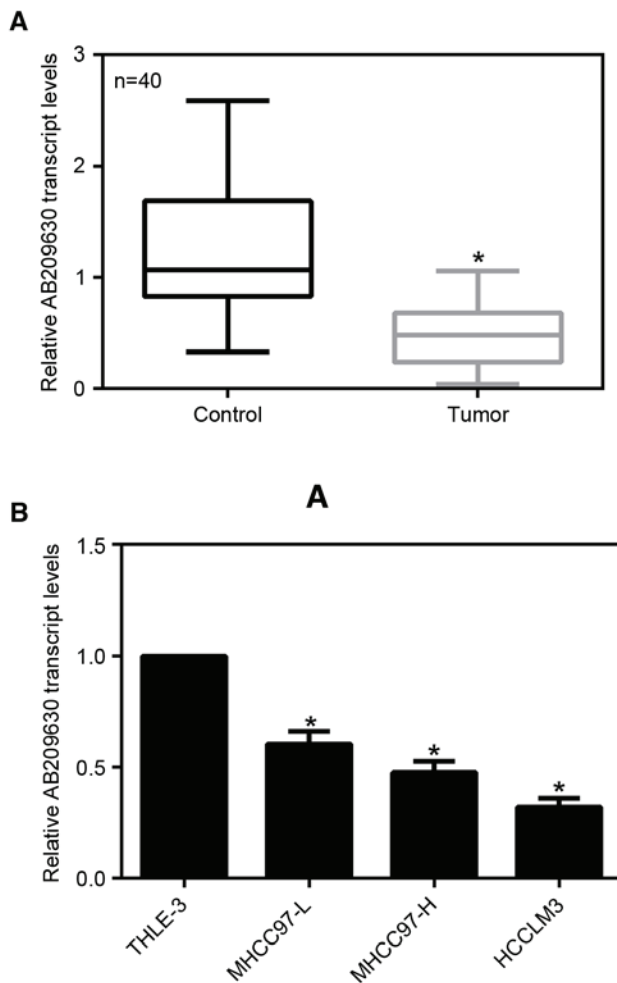 A
Relative AB209630 transcript levels
3
2
1
0
n=40
*
Control Tumor
A
B
Relative AB209630 transcript levels
1.5
1.0
0.5
0.0
*
*
*
THLE-3 MHCC97-L MHCC97-H HCCLM3